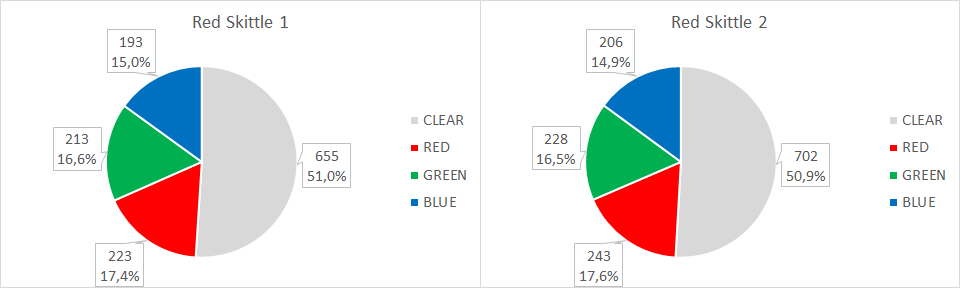 Red Skittle 1
193
15,0%
213
16,6%
655
51,0%
223
17,4%
CLEAR
RED
GREEN
BLUE
Red Skittle 2
206
14,9%
228
16,5%
702
50,9%
243
17,6%
CLEAR
RED
GREEN
BLUE